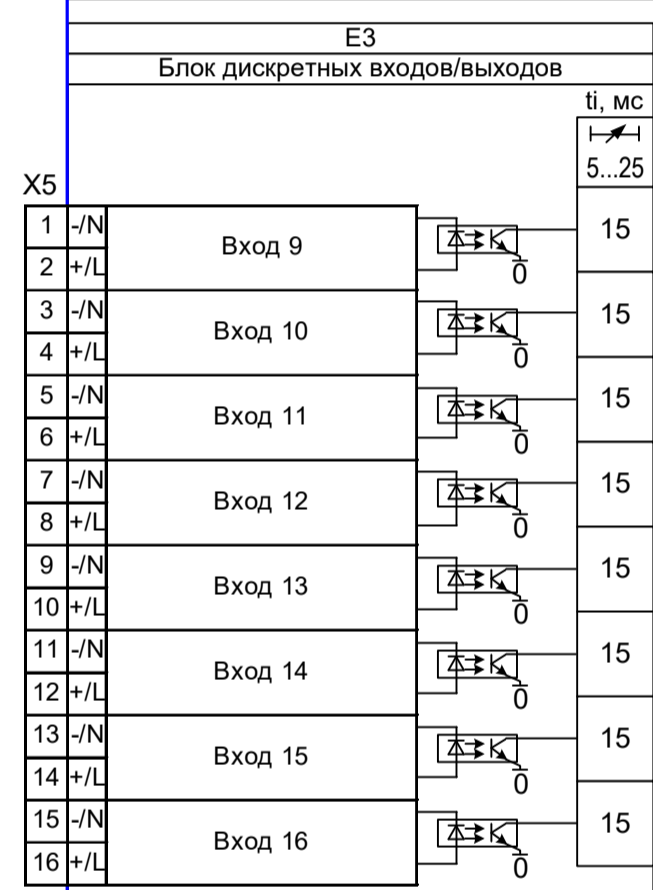 E3
Блок дискретных входов/выходов
ti, мс
5...25
X5
1 -/N Вход 9 0 15
2 +/L
3 -/N Вход 10 0 15
4 +/L
5 -/N Вход 11 0 15
6 +/L
7 -/N Вход 12 0 15
8 +/L
9 -/N Вход 13 0 15
10 +/L
11 -/N Вход 14 0 15
12 +/L
13 -/N Вход 15 0 15
14 +/L
15 -/N Вход 16 0 15
16 +/L